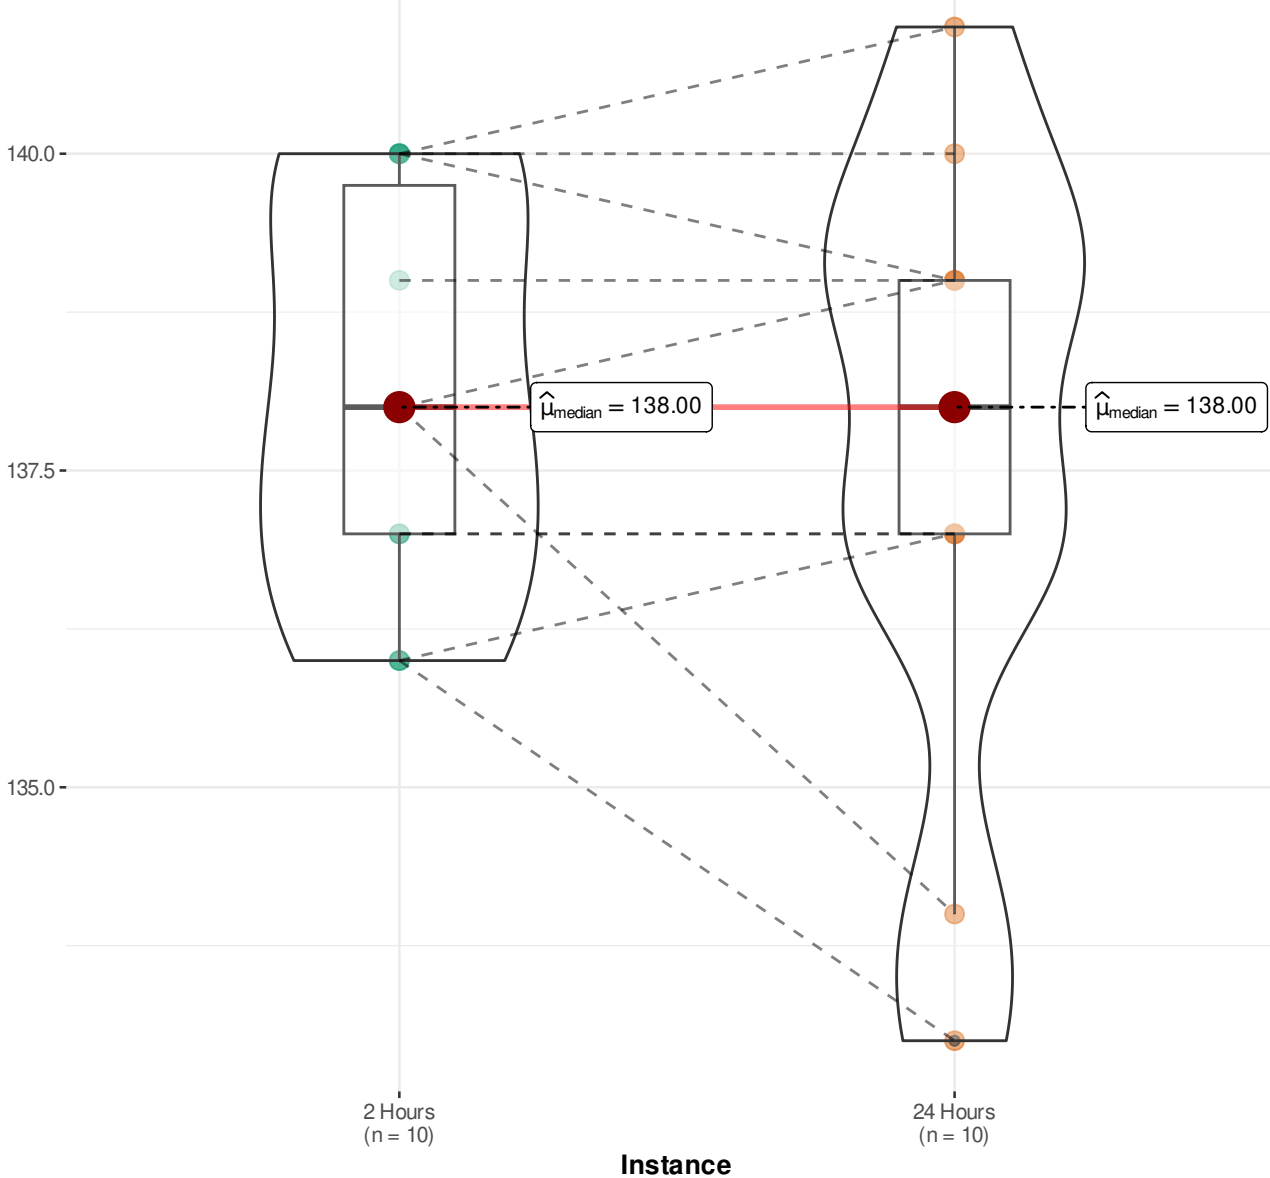 140.0
137.5
135.0
μ̂median = 138.00
μ̂median = 138.00
2 Hours
(n = 10)
24 Hours
(n = 10)
Instance